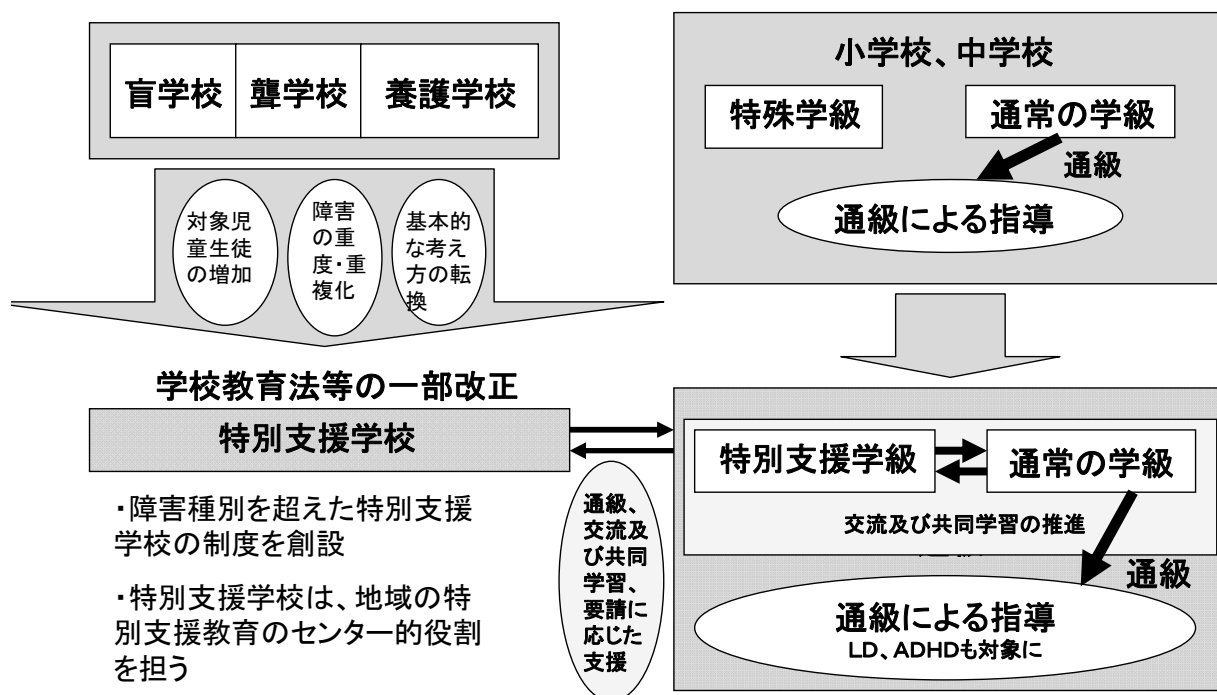 盲学校
聾学校
養護学校
対象児
童生徒
の増加
障害
の重
度・重
複化
基本的
な考え
方の転
換
小学校、中学校
特殊学級
通常の学級
通級
通級による指導
学校教育法等の一部改正
特別支援学校
・障害種別を超えた特別支援
学校の制度を創設
・特別支援学校は、地域の特
別支援教育のセンター的役割
を担う
通級、
交流及
び共同
学習、
要請に
応じた
支援
特別支援学級
通常の学級
交流及び共同学習の推進
通級
通級による指導
LD、ADHDも対象に